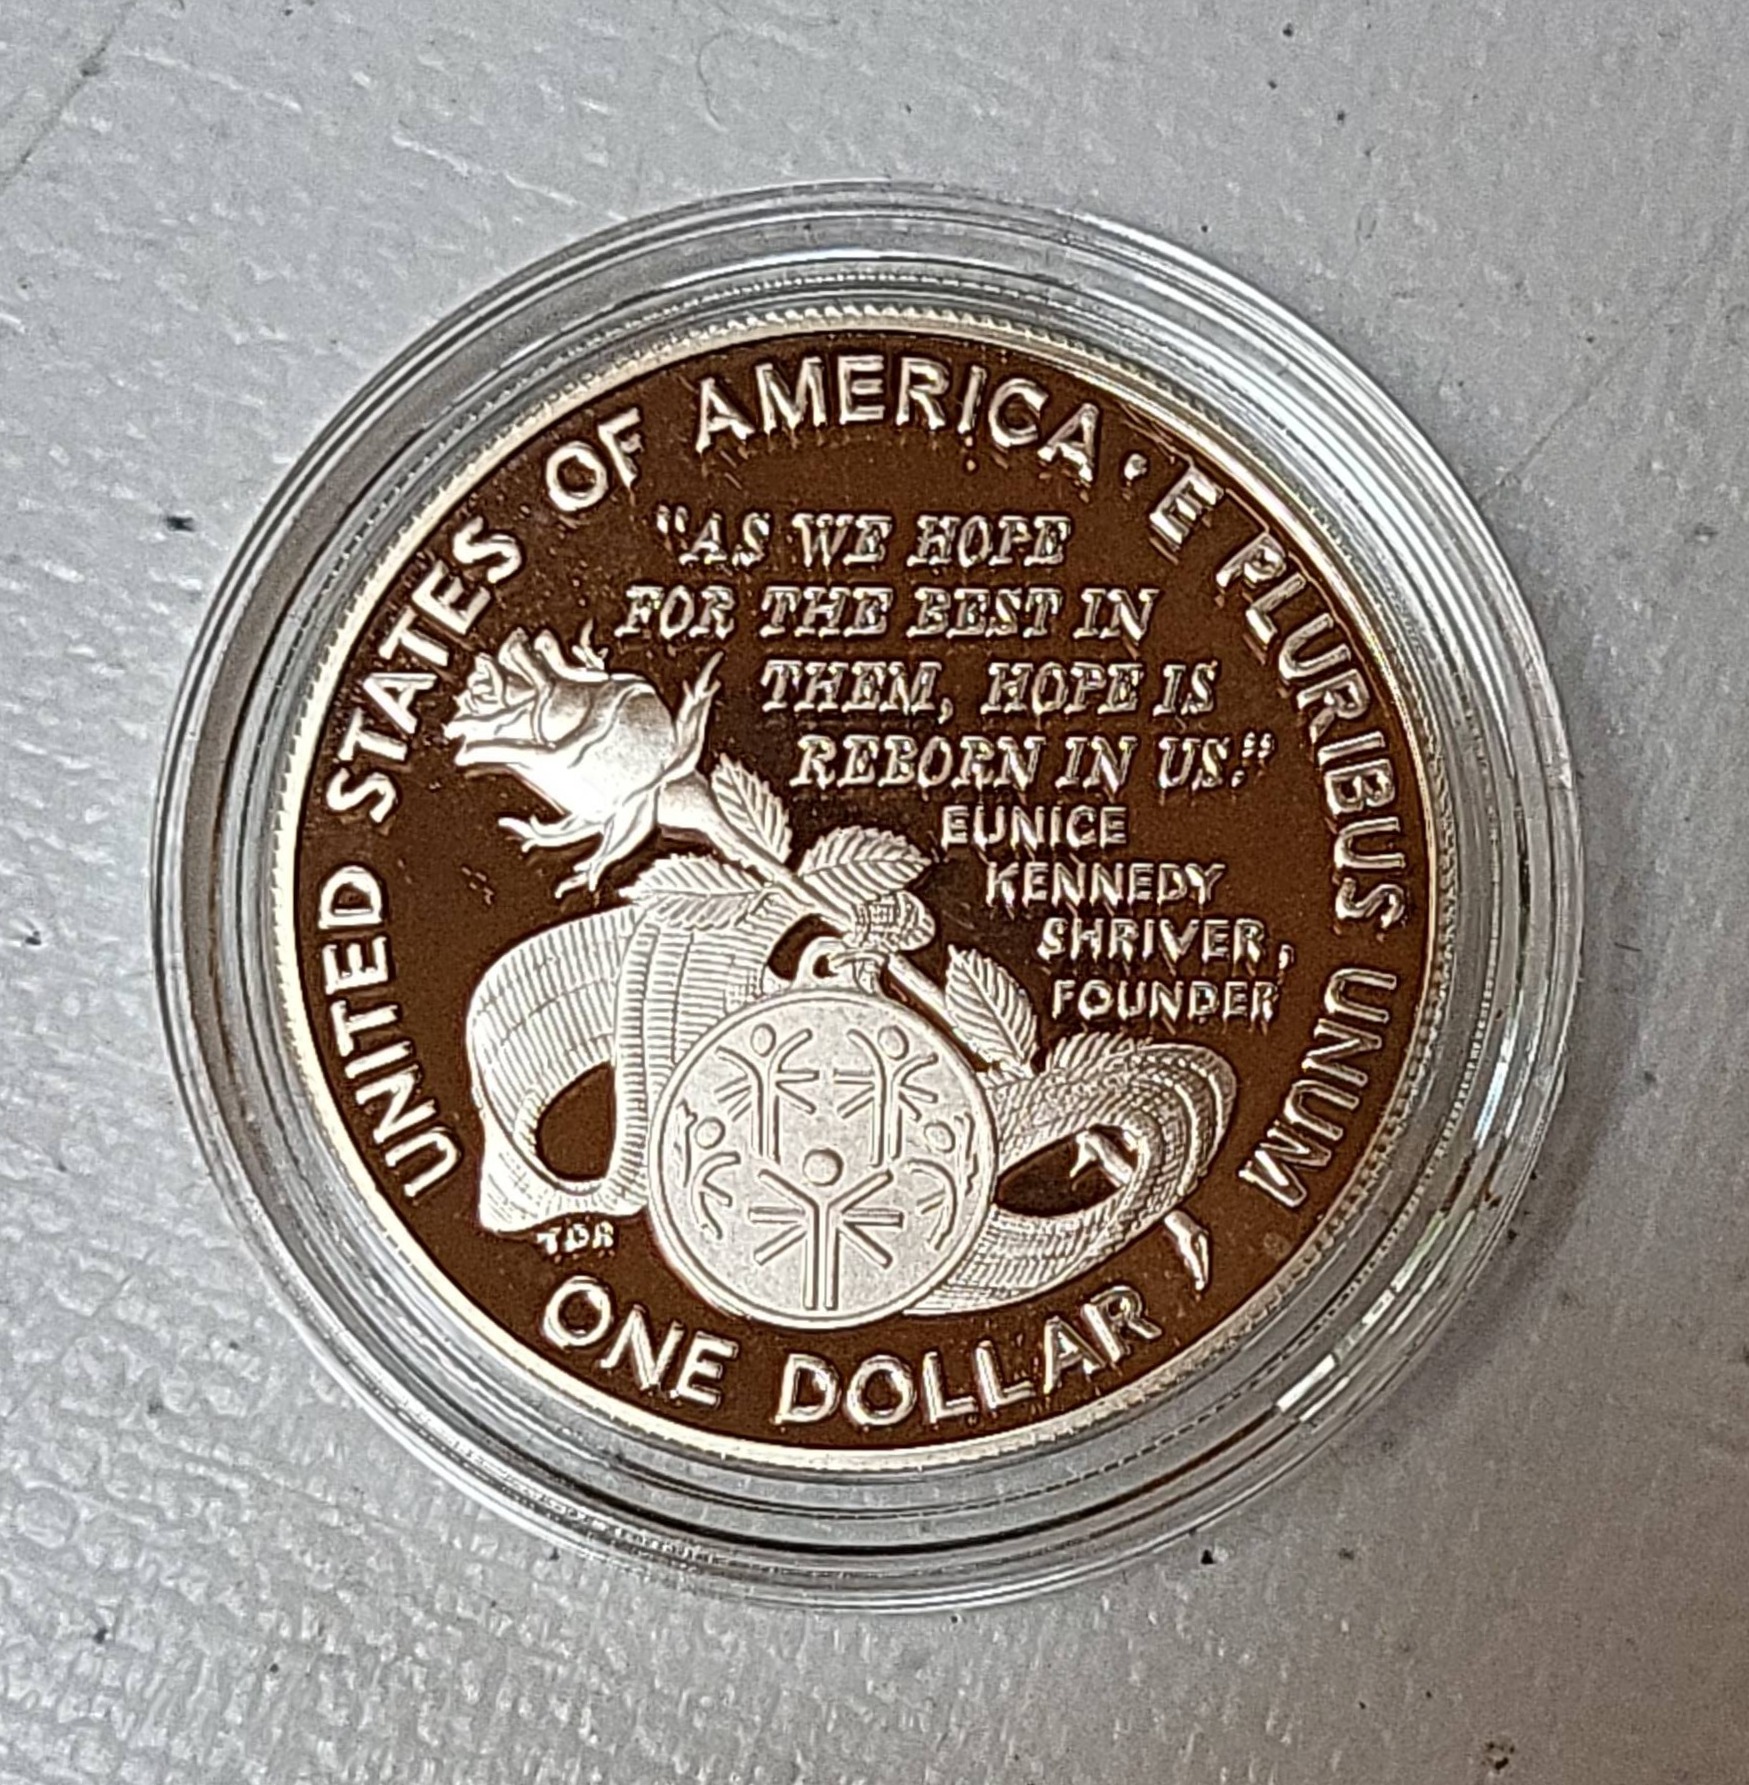 UNITED STATES OF AMERICA · E PLURIBUS UNUM
"AS WE HOPE
FOR THE BEST IN
THEM, HOPE IS
REBORN IN US."
EUNICE
KENNEDY
SHRIVER,
FOUNDER
TDR
ONE DOLLAR